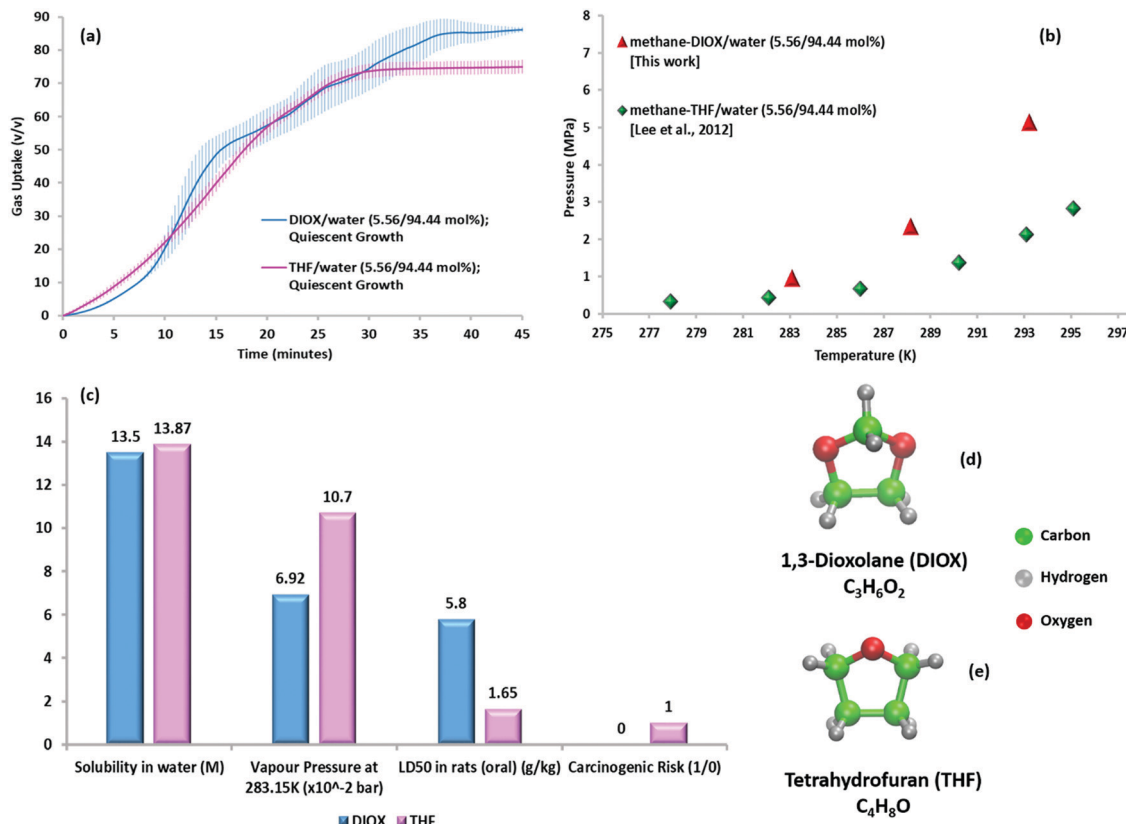 (a)
90
80
70
60
50
40
30
20
10
0
Gas Uptake (v/v)
DIOX/water (5.56/94.44 mol%);
Quiescent Growth
THF/water (5.56/94.44 mol%);
Quiescent Growth
0 5 10 15 20 25 30 35 40 45
Time (minutes)
(b)
8
7
6
5
4
3
2
1
0
Pressure (MPa)
methane-DIOX/water (5.56/94.44 mol%)
[This work]
methane-THF/water (5.56/94.44 mol%)
[Lee et al., 2012]
275 277 279 281 283 285 287 289 291 293 295 297
Temperature (K)
(c)
16
14
12
10
8
6
4
2
0
13.5 13.87
6.92 10.7
5.8 1.65
0 1
Solubility in water (M)
Vapour Pressure at
283.15K (x10^-2 bar)
LD50 in rats (oral) (g/kg)
Carcinogenic Risk (1/0)
DIOX THF
(d)
1,3-Dioxolane (DIOX)
C₃H₆O₂
Carbon
Hydrogen
Oxygen
(e)
Tetrahydrofuran (THF)
C₄H₈O